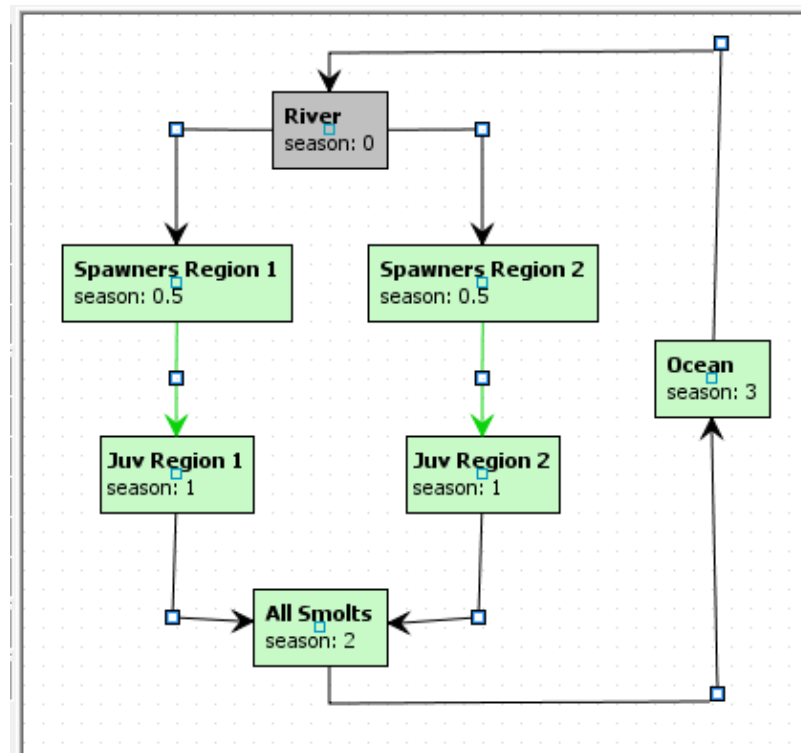 River
season: 0
Spawners Region 1
season: 0.5
Spawners Region 2
season: 0.5
Ocean
season: 3
Juv Region 1
season: 1
Juv Region 2
season: 1
All Smolts
season: 2